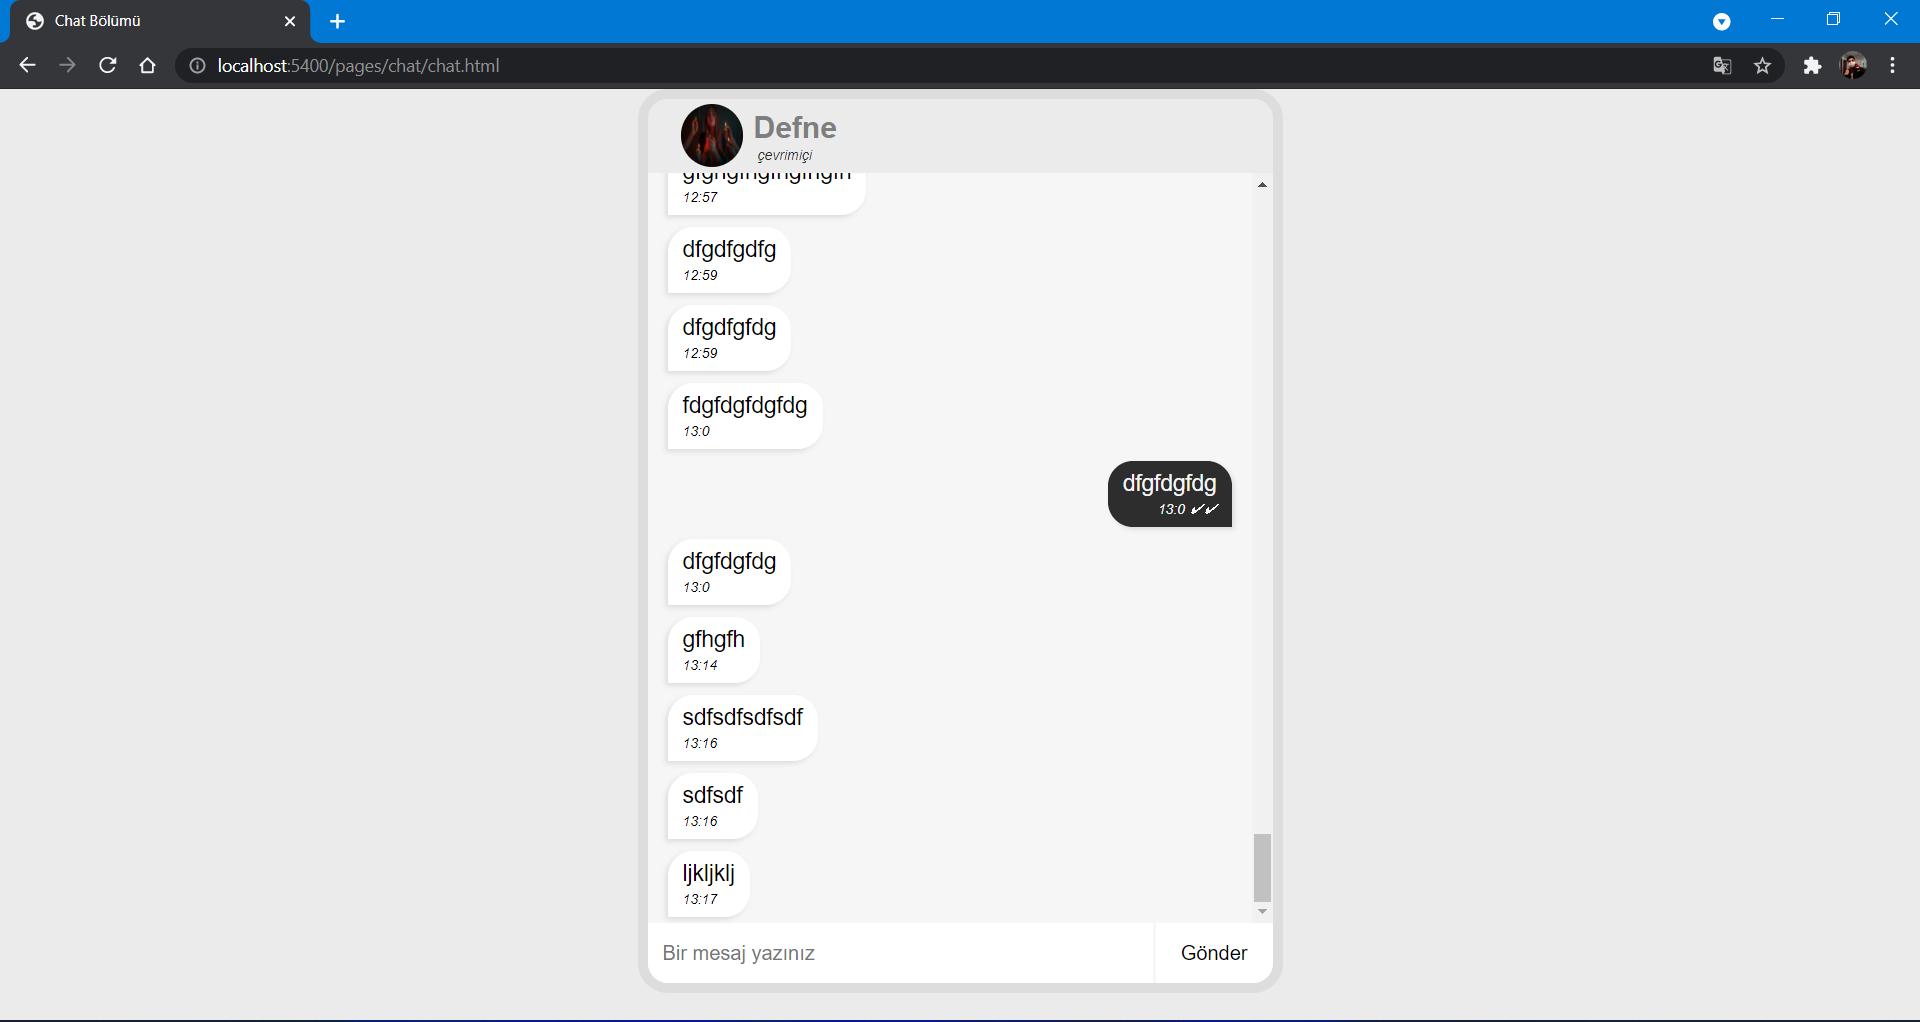 Chat Bölümü
localhost:5400/pages/chat/chat.html
Defne
çevrimiçi
12:57
dfgdfgdfg
12:59
dfgdfgfdg
12:59
fdgfdgfdgfdg
13:0
dfgfdgfdg
13:0 ✔✔
dfgfdgfdg
13:0
gfhgfh
13:14
sdfsdfsdfsdf
13:16
sdfsdf
13:16
ljkljklj
13:17
Bir mesaj yazınız
Gönder